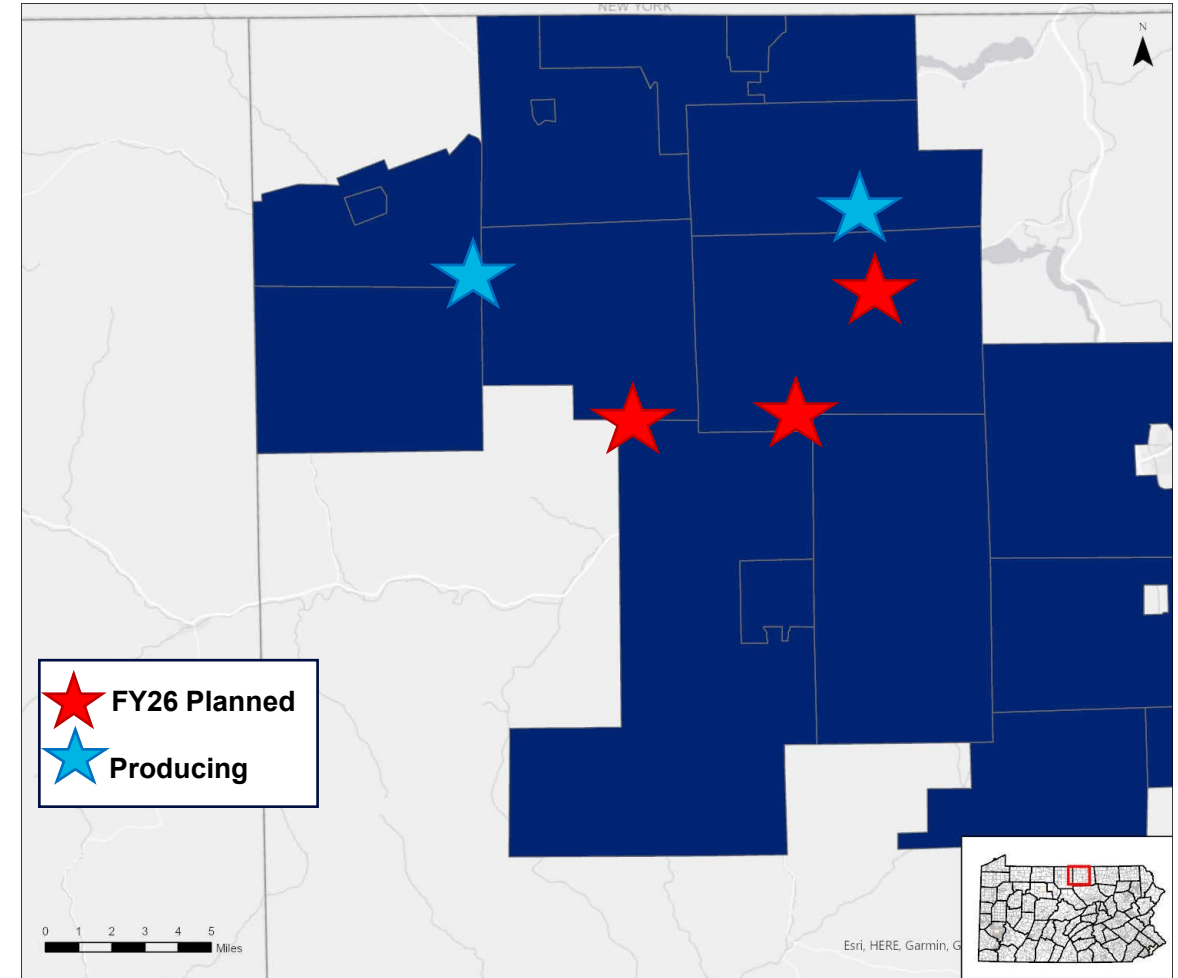 NEW YORK
N
FY26 Planned
Producing
0 1 2 3 4 5
Miles
Esri, HERE, Garmin, G